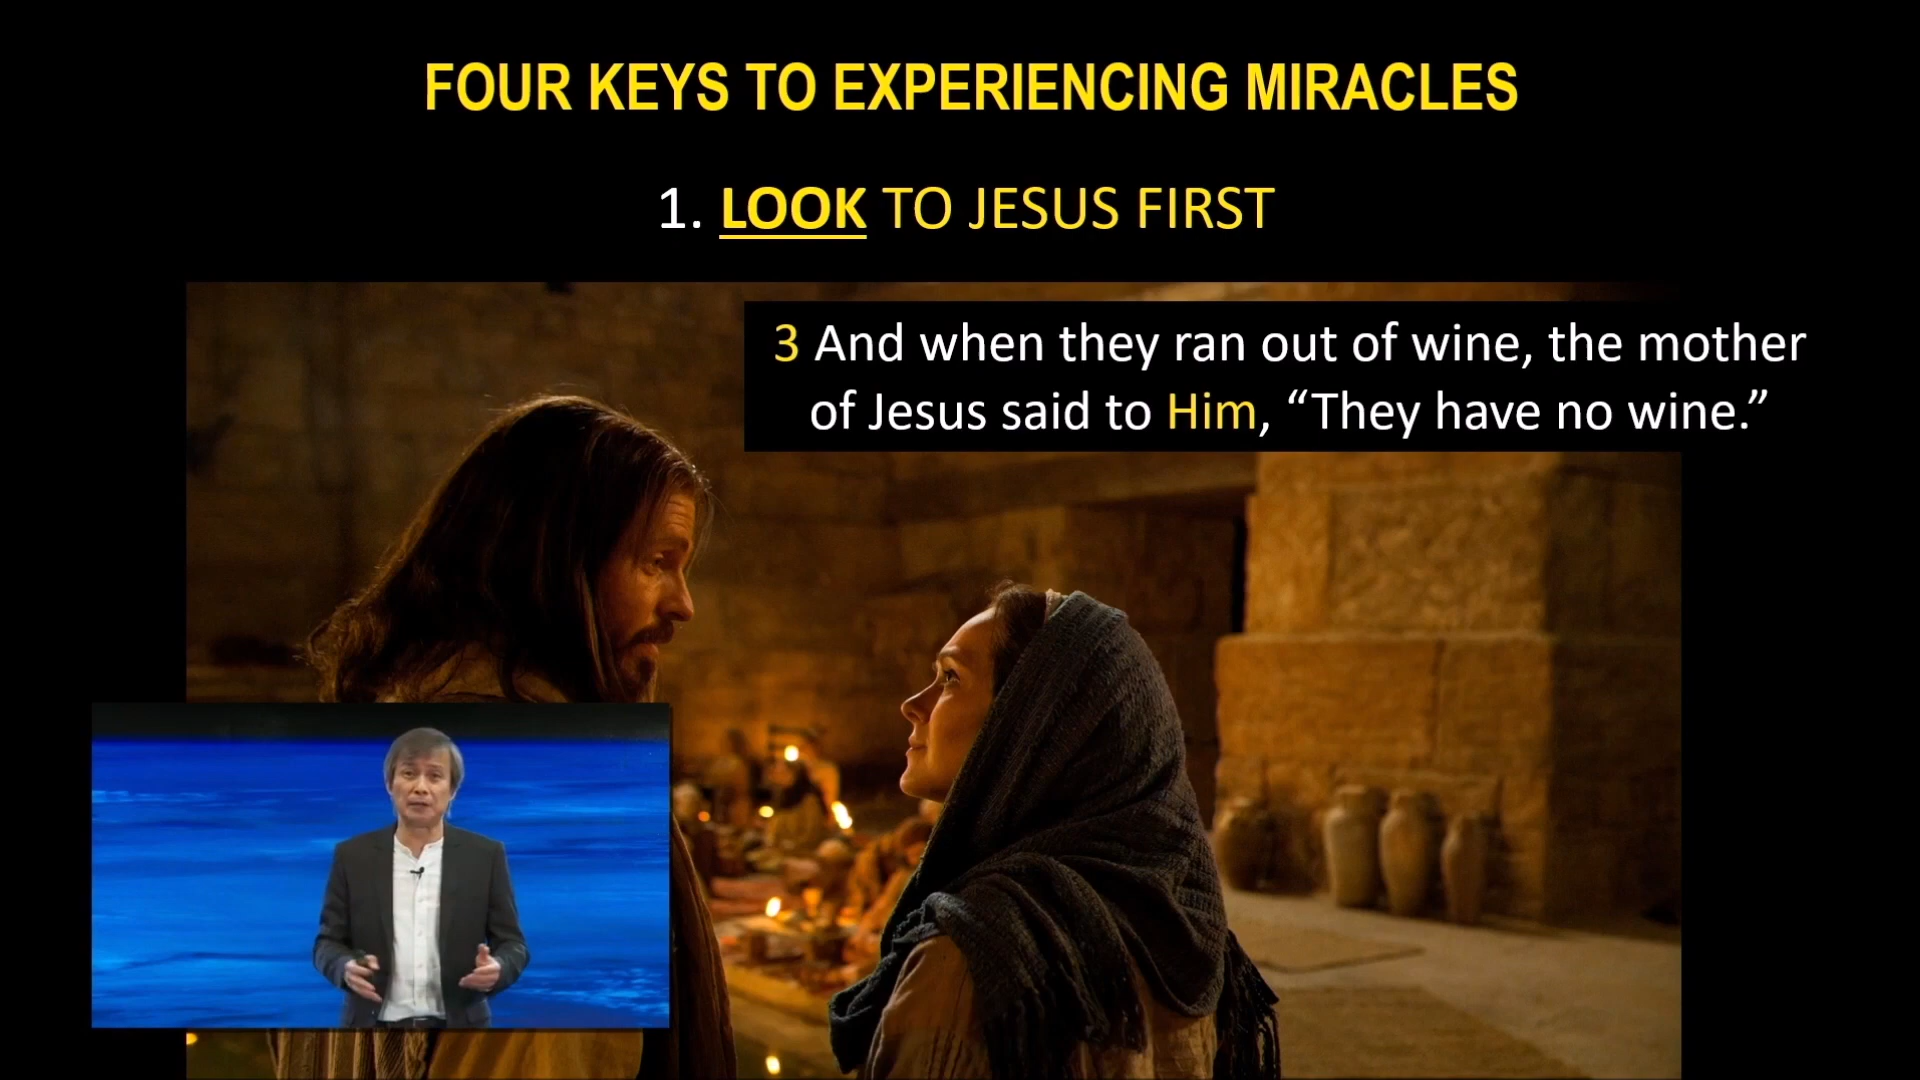 FOUR KEYS TO EXPERIENCING MIRACLES
1. LOOK TO JESUS FIRST
3 And when they ran out of wine, the mother
of Jesus said to Him, “They have no wine.”